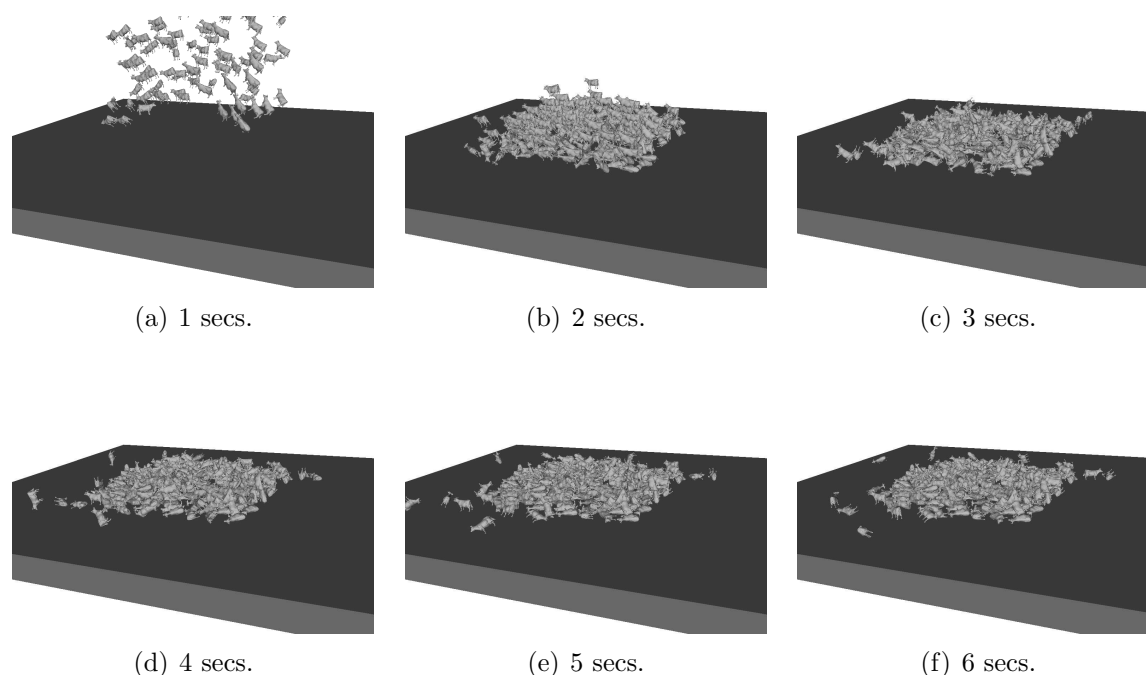 (a) 1 secs.
(b) 2 secs.
(c) 3 secs.
(d) 4 secs.
(e) 5 secs.
(f) 6 secs.